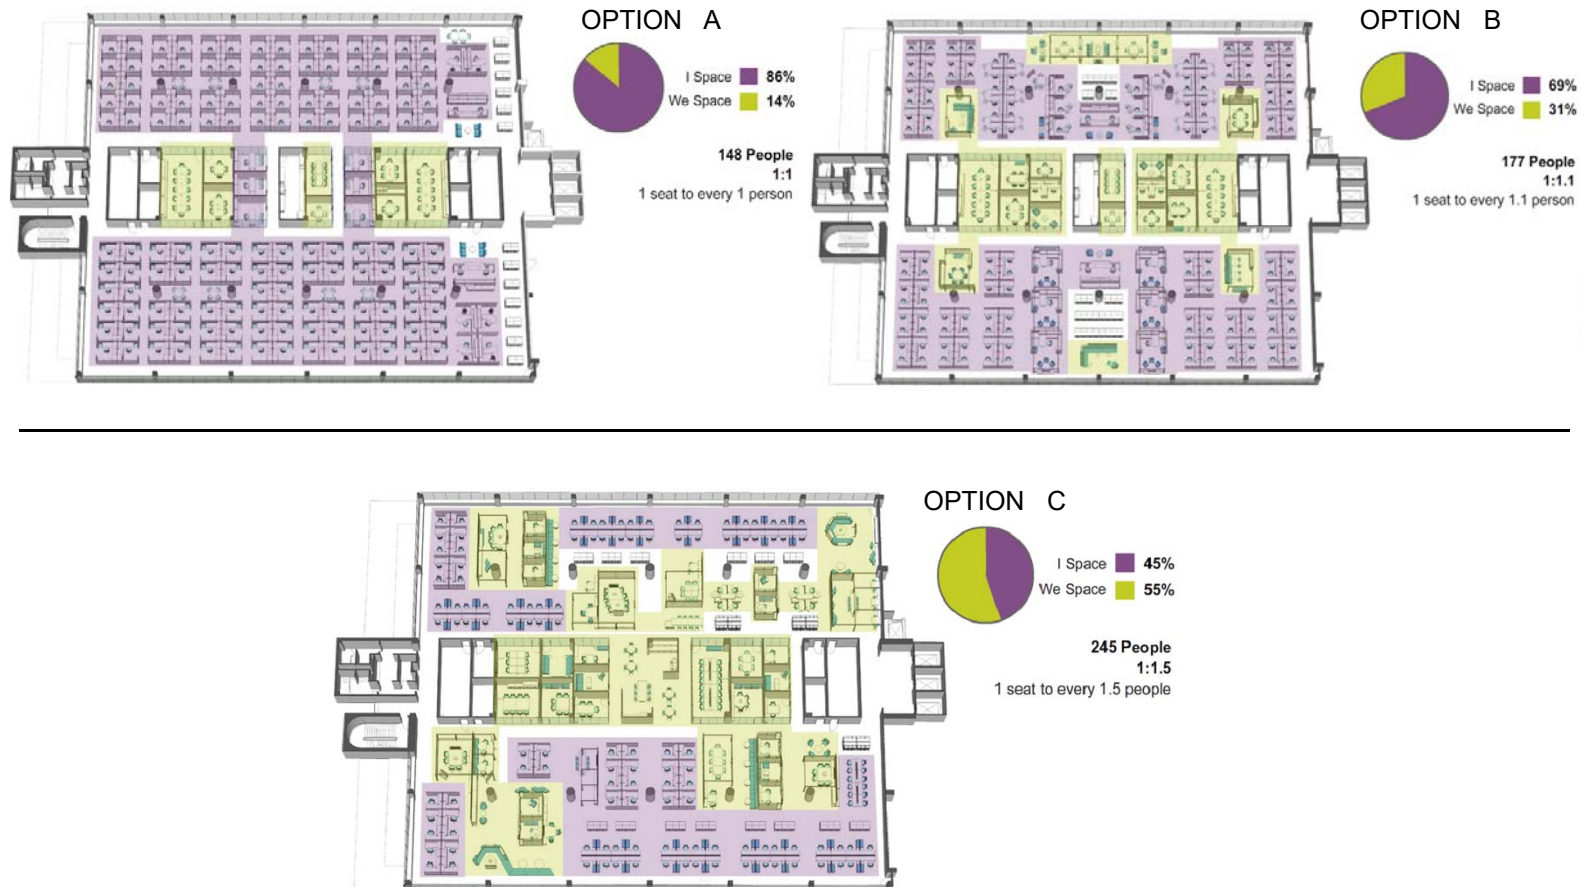 OPTION A
I Space 86%
We Space 14%
148 People
1:1
1 seat to every 1 person
OPTION B
I Space 69%
We Space 31%
177 People
1:1.1
1 seat to every 1.1 person
OPTION C
I Space 45%
We Space 55%
245 People
1:1.5
1 seat to every 1.5 people